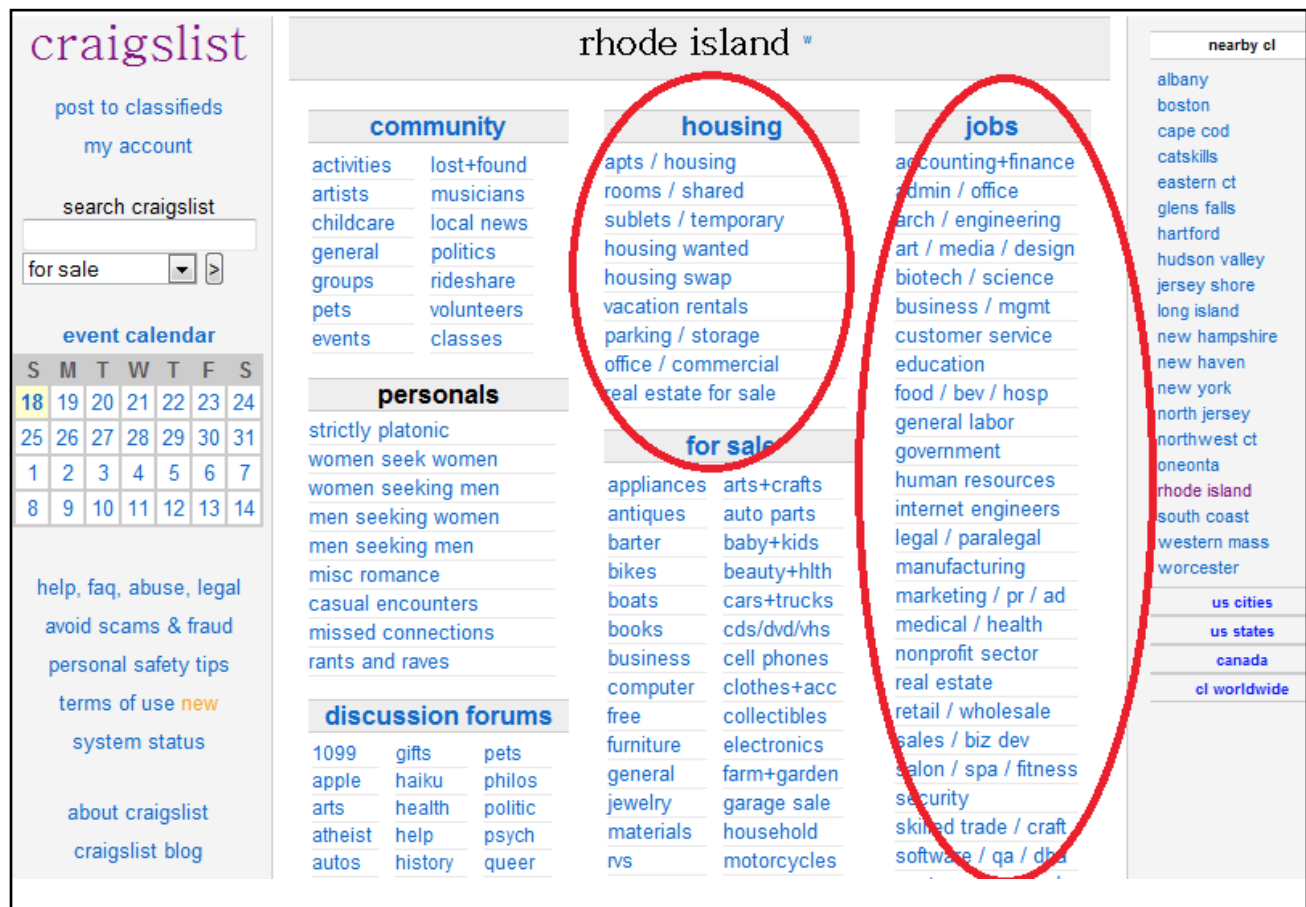 craigslist
post to classifieds
my account
search craigslist
for sale
>
event calendar
S M T W T F S
18 19 20 21 22 23 24
25 26 27 28 29 30 31
1 2 3 4 5 6 7
8 9 10 11 12 13 14
help, faq, abuse, legal
avoid scams & fraud
personal safety tips
terms of use new
system status
about craigslist
craigslist blog
rhode island w
community
activities lost+found
artists musicians
childcare local news
general politics
groups rideshare
pets volunteers
events classes
personals
strictly platonic
women seek women
women seeking men
men seeking women
men seeking men
misc romance
casual encounters
missed connections
rants and raves
discussion forums
1099 gifts pets
apple haiku philos
arts health politic
atheist help psych
autos history queer
housing
apts / housing
rooms / shared
sublets / temporary
housing wanted
housing swap
vacation rentals
parking / storage
office / commercial
real estate for sale
for sale
appliances arts+crafts
antiques auto parts
barter baby+kids
bikes beauty+hlth
boats cars+trucks
books cds/dvd/vhs
business cell phones
computer clothes+acc
free collectibles
furniture electronics
general farm+garden
jewelry garage sale
materials household
rvs motorcycles
jobs
accounting+finance
admin / office
arch / engineering
art / media / design
biotech / science
business / mgmt
customer service
education
food / bev / hosp
general labor
government
human resources
internet engineers
legal / paralegal
manufacturing
marketing / pr / ad
medical / health
nonprofit sector
real estate
retail / wholesale
sales / biz dev
salon / spa / fitness
security
skilled trade / craft
software / qa / dba
nearby cl
albany
boston
cape cod
catskills
eastern ct
glens falls
hartford
hudson valley
jersey shore
long island
new hampshire
new haven
new york
north jersey
northwest ct
oneonta
rhode island
south coast
western mass
worcester
us cities
us states
canada
cl worldwide